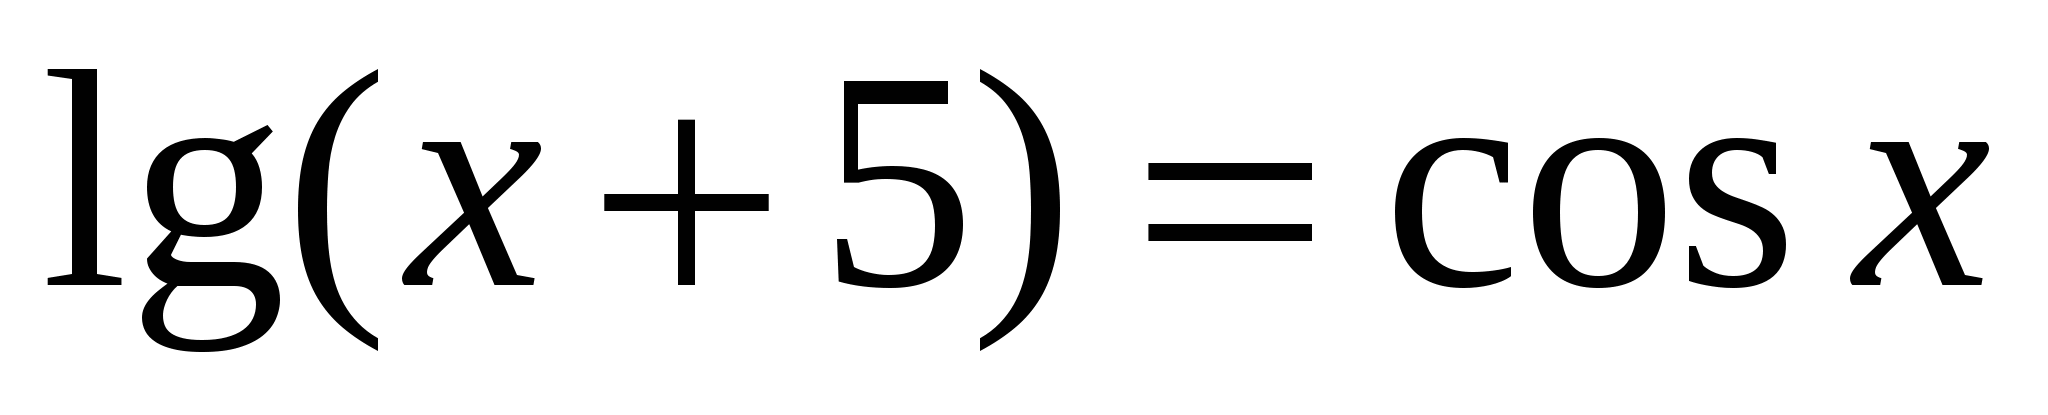 lg(x + 5) = cos x